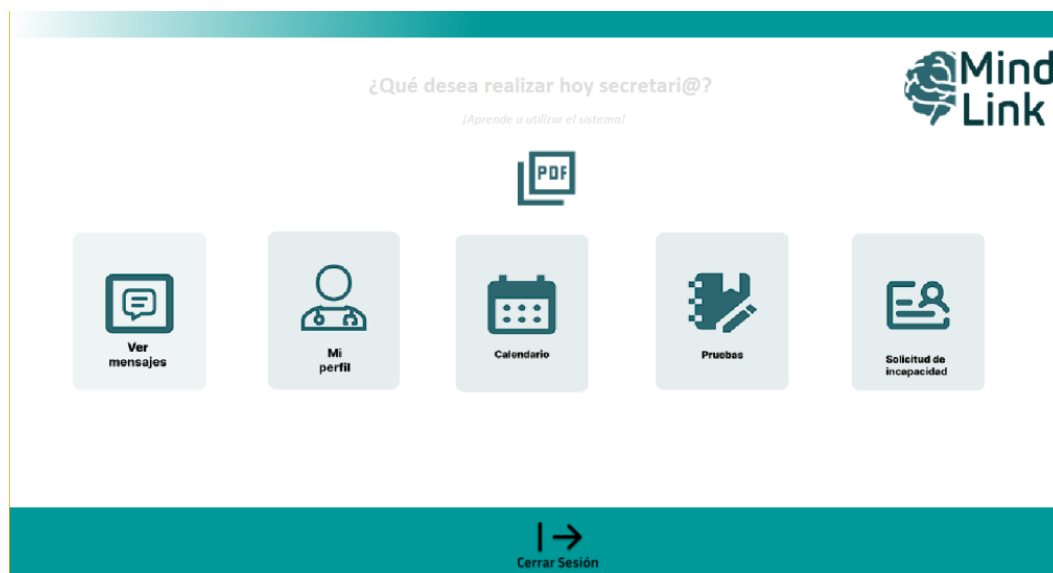 Mind
Link
¿Qué desea realizar hoy secretari@?
¡Aprende a utilizar el sistema!
PDF
Ver
mensajes
Mi
perfil
Calendario
Pruebas
Solicitud de
incapacidad
Cerrar Sesión